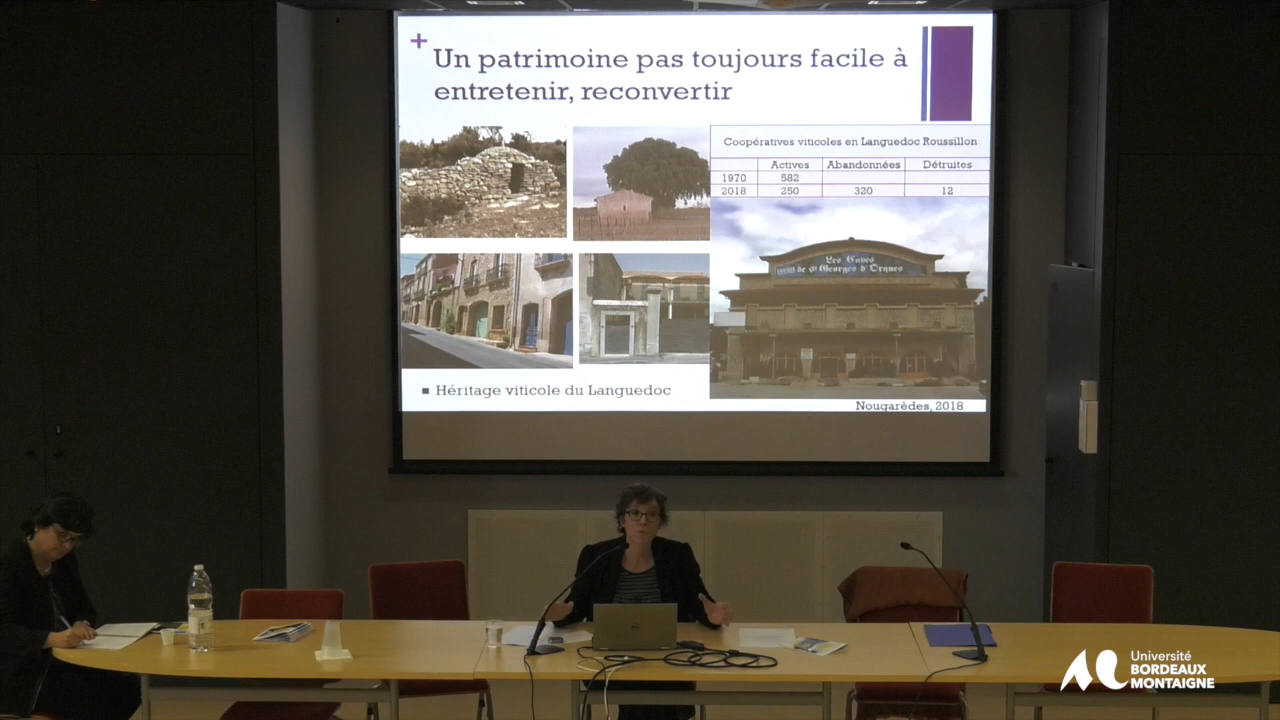 +
Un patrimoine pas toujours facile à
entretenir, reconvertir
Coopératives viticoles en Languedoc Roussillon
Actives Abandonnées Détruites
1970 582
2018 250 320 12
Les Caves
de St Georges d'Orques
■ Héritage viticole du Languedoc
Nougarèdes, 2018
Université
BORDEAUX
MONTAIGNE